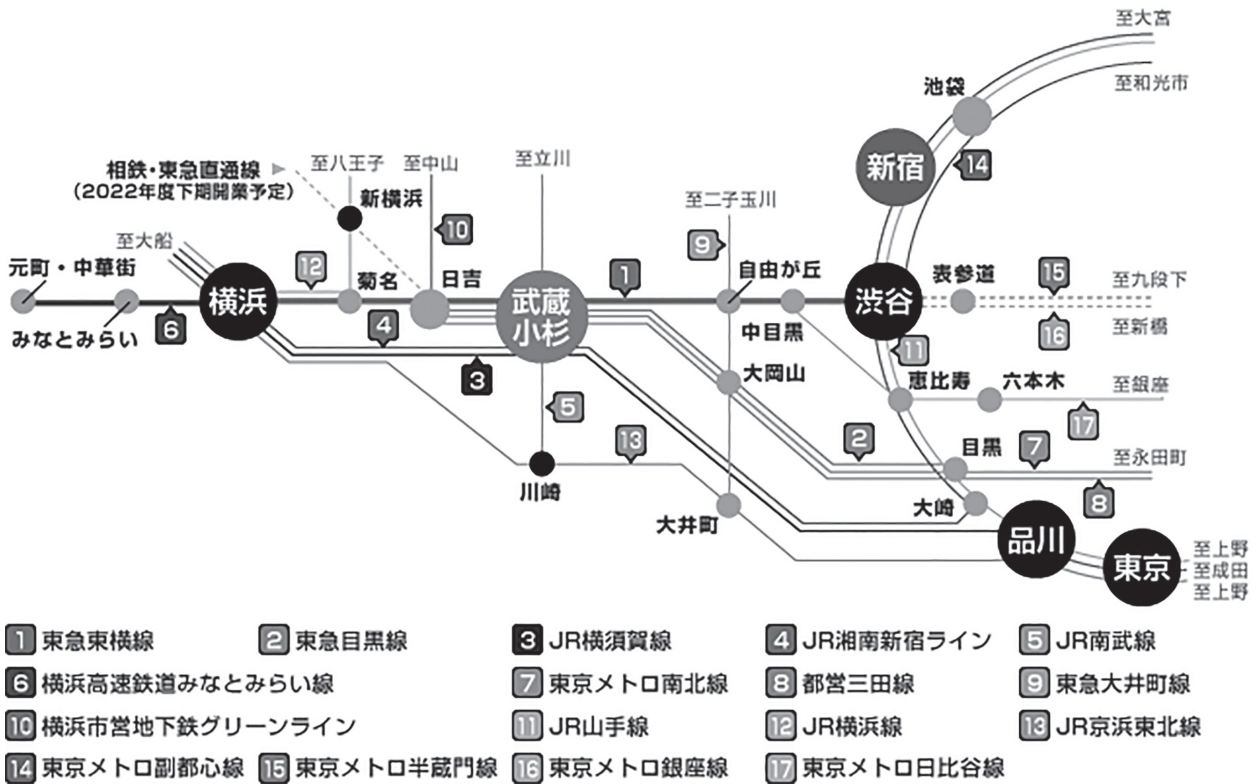 至大宮
至和光市
池袋
新宿
14
相鉄・東急直通線
(2022年度下期開業予定)
至八王子
至中山
至立川
新横浜
10
至二子玉川
9
至大船
元町・中華街
12
菊名
日吉
1
自由が丘
表参道
15
至九段下
横浜
武蔵
小杉
渋谷
みなとみらい
6
4
中目黒
16
至新橋
11
3
大岡山
恵比寿
六本木
至銀座
5
17
13
2
目黒
7
至永田町
川崎
大井町
大崎
8
品川
東京
至上野
至成田
至上野
1 東急東横線
2 東急目黒線
3 JR横須賀線
4 JR湘南新宿ライン
5 JR南武線
6 横浜高速鉄道みなとみらい線
7 東京メトロ南北線
8 都営三田線
9 東急大井町線
10 横浜市営地下鉄グリーンライン
11 JR山手線
12 JR横浜線
13 JR京浜東北線
14 東京メトロ副都心線
15 東京メトロ半蔵門線
16 東京メトロ銀座線
17 東京メトロ日比谷線